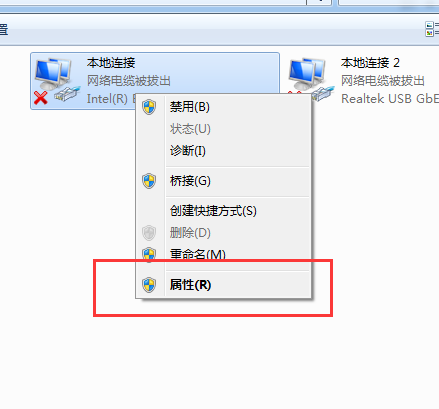 置
本地连接
网络电缆被拔出
Intel(R)
本地连接 2
网络电缆被拔出
Realtek USB GbE
禁用(B)
状态(U)
诊断(I)
桥接(G)
创建快捷方式(S)
删除(D)
重命名(M)
属性(R)